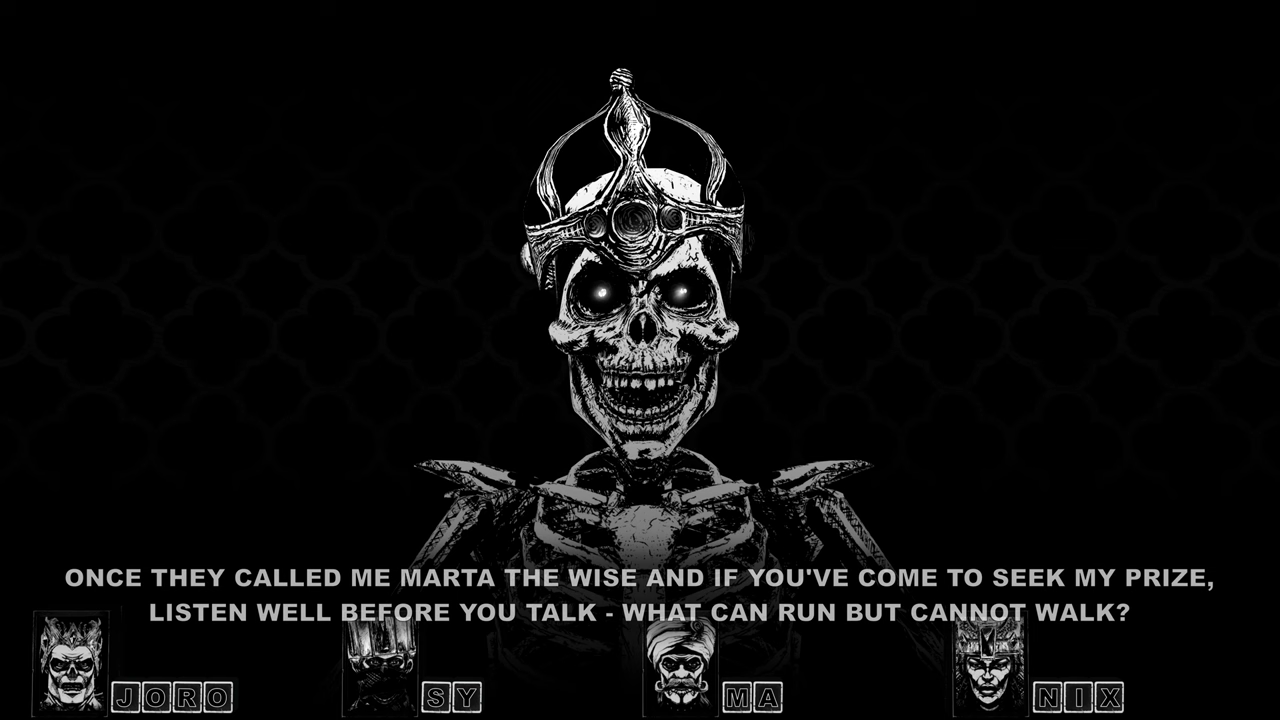 ONCE THEY CALLED ME MARTA THE WISE AND IF YOU'VE COME TO SEEK MY PRIZE,
LISTEN WELL BEFORE YOU TALK - WHAT CAN RUN BUT CANNOT WALK?
JORO SY MA NIX